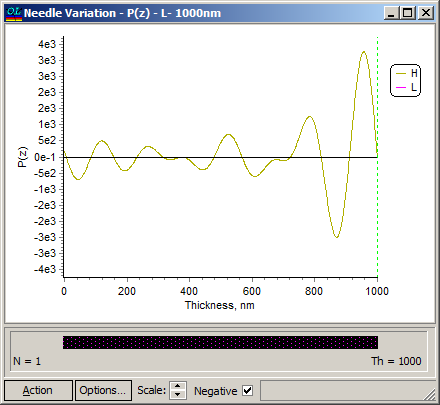 OL Needle Variation - P(z) - L- 1000nm
4e3
3e3
3e3
2e3
2e3
1e3
5e2
0e-1
-5e2
-1e3
-2e3
-2e3
-3e3
-3e3
-4e3
P(z)
H
L
0 200 400 600 800 1000
Thickness, nm
N = 1 Th = 1000
Action Options... Scale: Negative